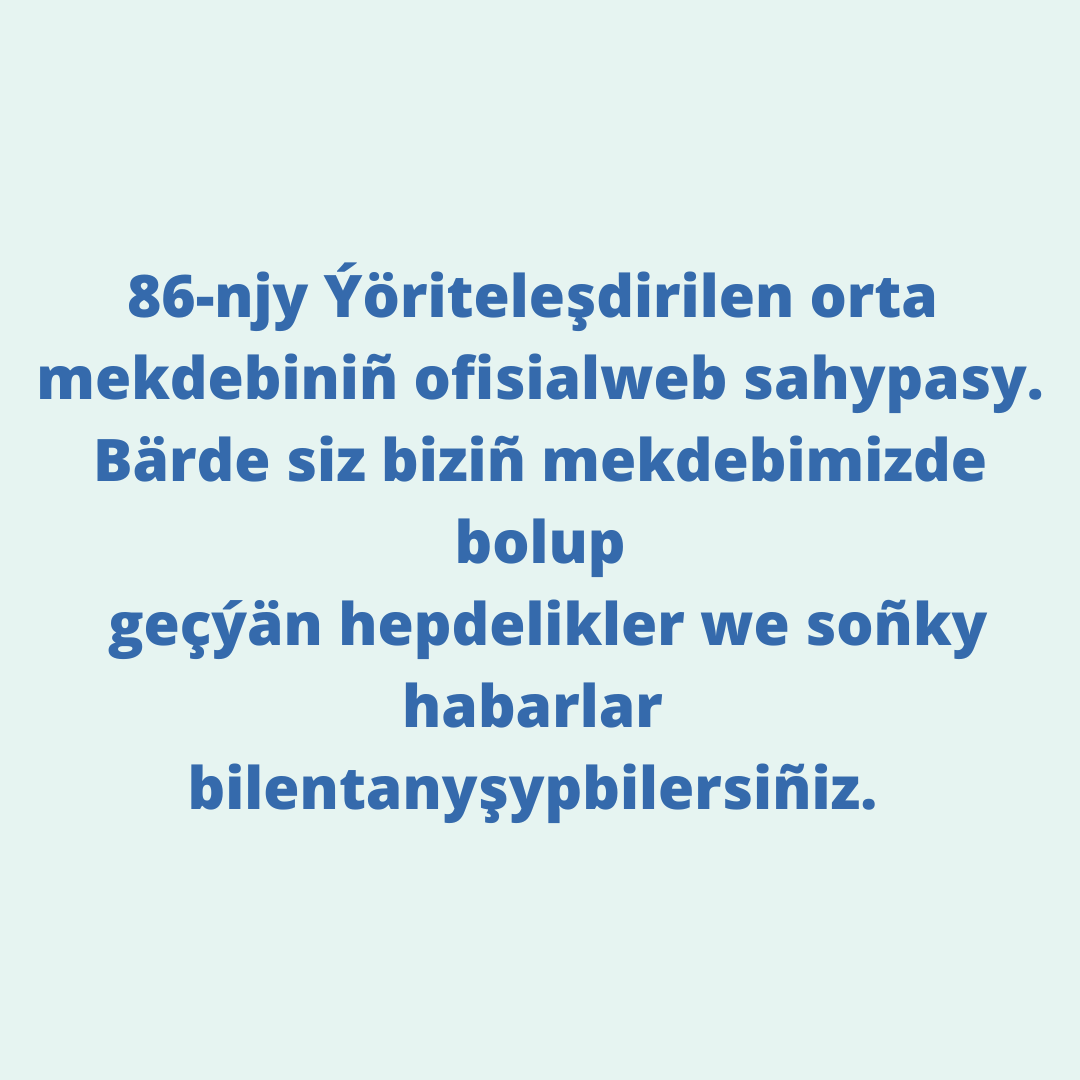 86-njy Ýöriteleşdirilen orta
mekdebiniñ ofisialweb sahypasy.
Bärde siz biziñ mekdebimizde
bolup
geçýän hepdelikler we soñky
habarlar
bilentanyşypbilersiñiz.